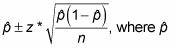 p̂ ± z * √(p̂(1 − p̂)/n), where p̂